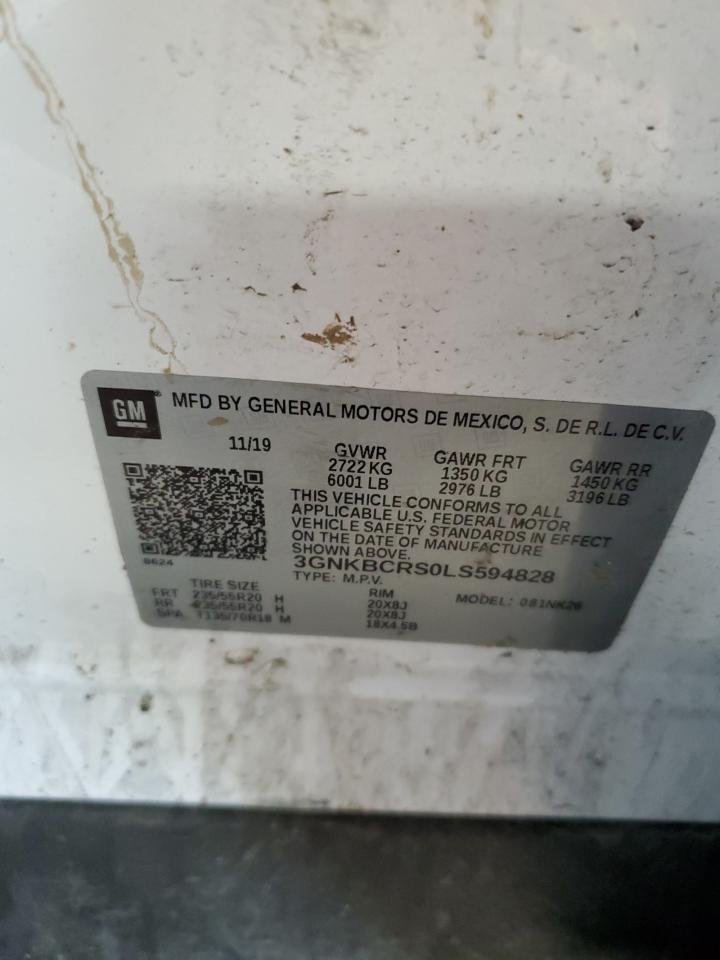 GM ® MFD BY GENERAL MOTORS DE MEXICO, S. DE R.L. DE C.V.
11/19 GVWR GAWR FRT GAWR RR
2722 KG 1350 KG 1450 KG
6001 LB 2976 LB 3196 LB
THIS VEHICLE CONFORMS TO ALL
APPLICABLE U.S. FEDERAL MOTOR
VEHICLE SAFETY STANDARDS IN EFFECT
ON THE DATE OF MANUFACTURE
SHOWN ABOVE.
0624 3GNKBCRS0LS594828
TYPE: M.P.V. MODEL: 081NK26
TIRE SIZE RIM
FRT 235/55R20 H 20X8J
RR 235/55R20 H 20X8J
SPA T135/70R18 M 18X4.5B